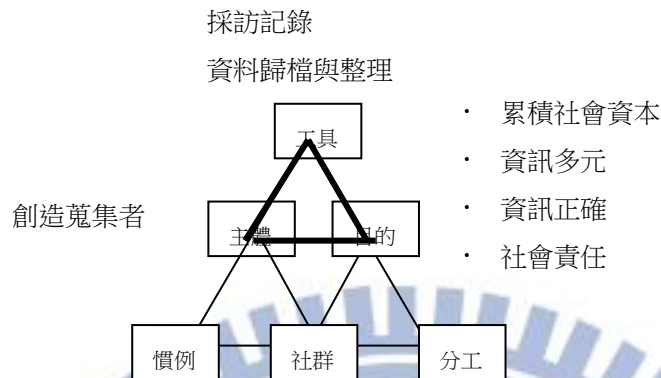 採訪記錄
資料歸檔與整理
工具
創造蒐集者
主體
目的
· 累積社會資本
· 資訊多元
· 資訊正確
· 社會責任
慣例
社群
分工